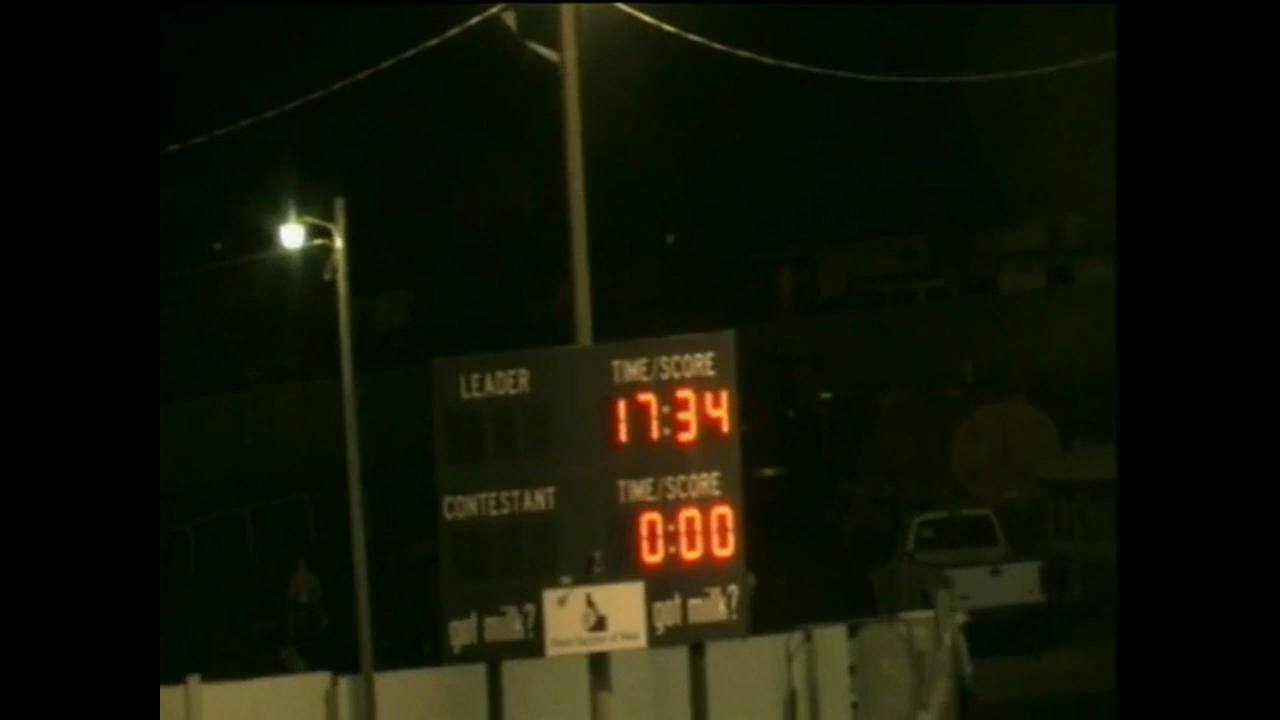 LEADER
TIME/SCORE
17:34
CONTESTANT
TIME/SCORE
0:00
got milk?
got milk?